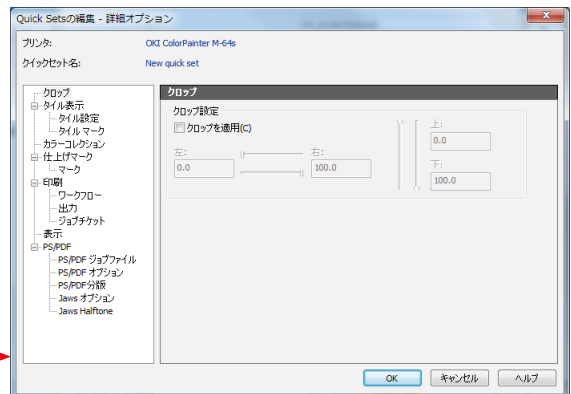 Quick Setsの編集 - 詳細オプション
プリンタ: OKI ColorPainter M-64s
クイックセット名: New quick set
クロップ
タイル表示
タイル設定
タイル マーク
カラーコレクション
仕上げマーク
マーク
印刷
ワークフロー
出力
ジョブチケット
表示
PS/PDF
PS/PDF ジョブファイル
PS/PDF オプション
PS/PDF分版
Jaws オプション
Jaws Halftone
クロップ
クロップ設定
クロップを適用(C)
左: 右:
0.0 100.0
上:
0.0
下:
100.0
OK キャンセル ヘルプ